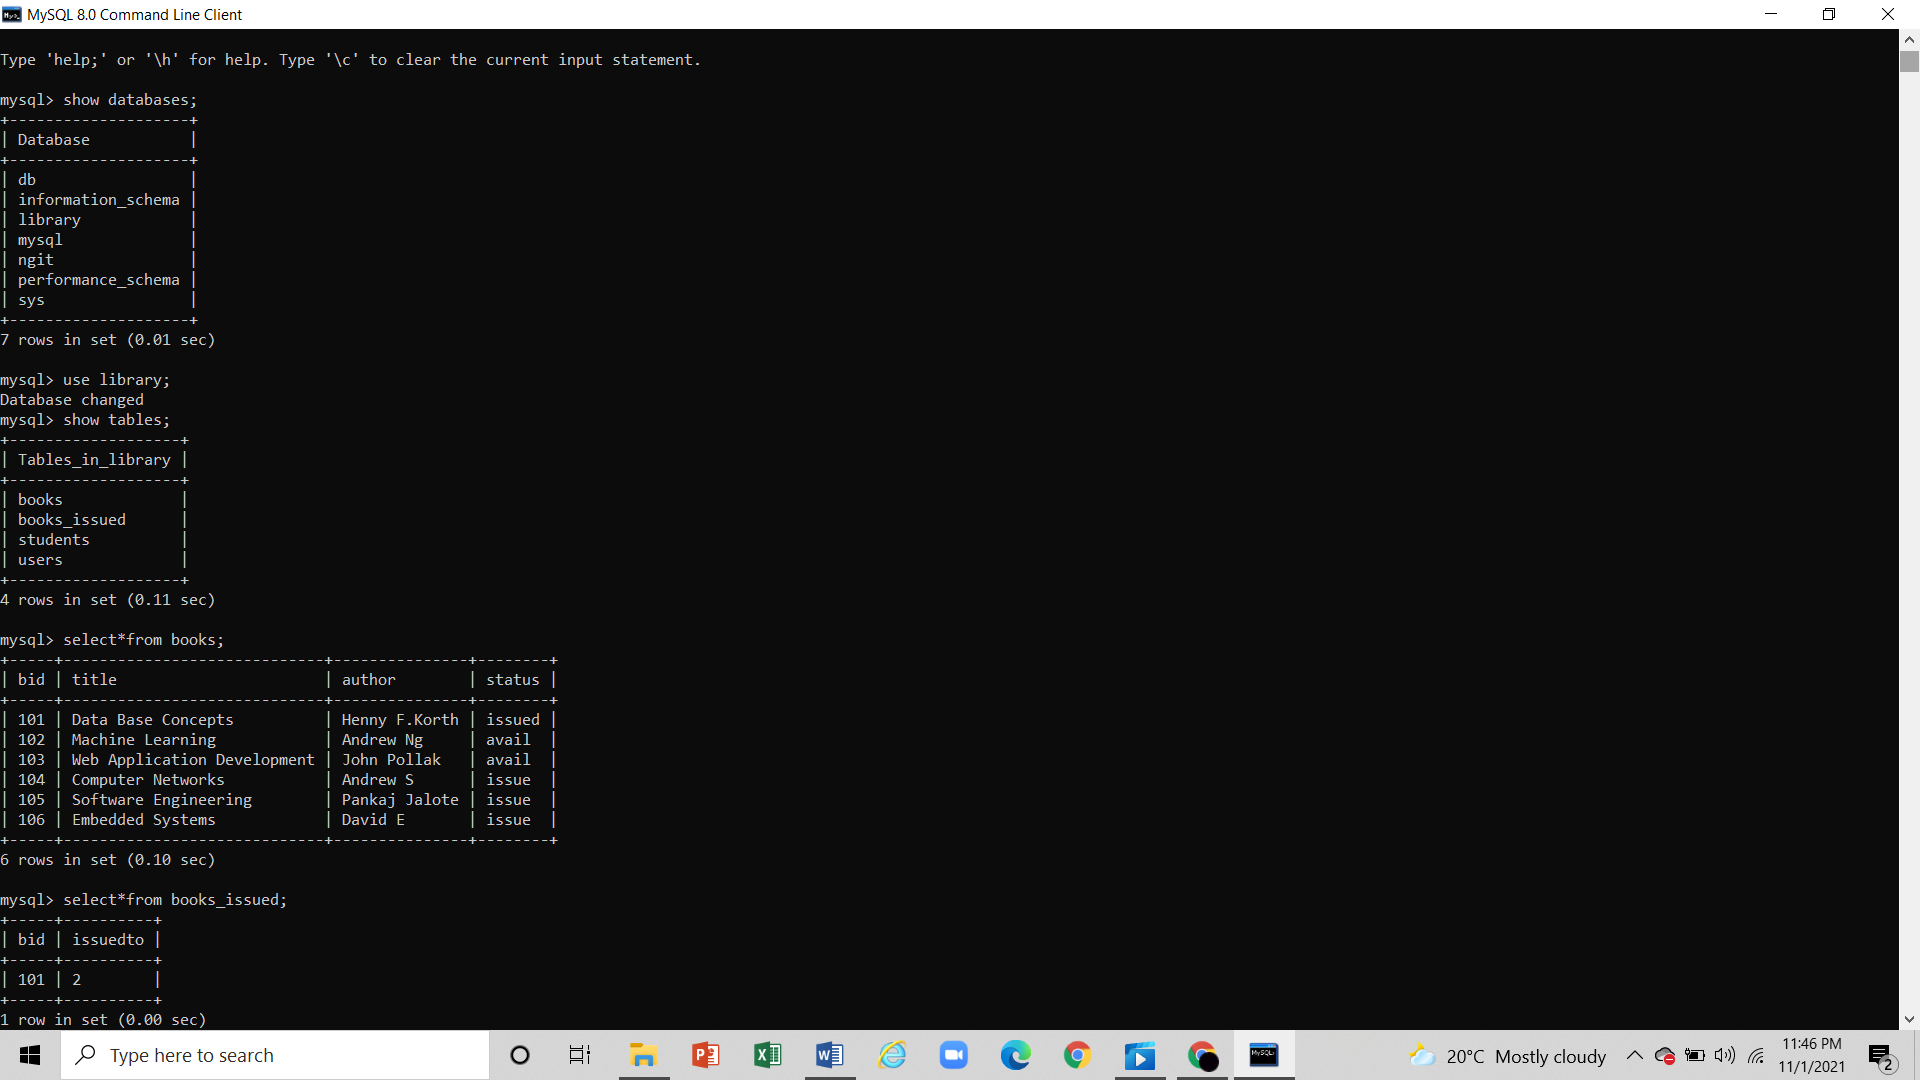 MySQL 8.0 Command Line Client
Type 'help;' or '\h' for help. Type '\c' to clear the current input statement.
mysql> show databases;
+--------------------+
| Database           |
+--------------------+
| db                 |
| information_schema |
| library            |
| mysql              |
| ngit               |
| performance_schema |
| sys                |
+--------------------+
7 rows in set (0.01 sec)
mysql> use library;
Database changed
mysql> show tables;
+-------------------+
| Tables_in_library |
+-------------------+
| books             |
| books_issued      |
| students          |
| users             |
+-------------------+
4 rows in set (0.11 sec)
mysql> select*from books;
+-----+-----------------------------+---------------+--------+
| bid | title                       | author        | status |
+-----+-----------------------------+---------------+--------+
| 101 | Data Base Concepts          | Henny F.Korth | issued |
| 102 | Machine Learning            | Andrew Ng     | avail  |
| 103 | Web Application Development | John Pollak   | avail  |
| 104 | Computer Networks           | Andrew S      | issue  |
| 105 | Software Engineering        | Pankaj Jalote | issue  |
| 106 | Embedded Systems            | David E       | issue  |
+-----+-----------------------------+---------------+--------+
6 rows in set (0.10 sec)
mysql> select*from books_issued;
+-----+----------+
| bid | issuedto |
+-----+----------+
| 101 | 2        |
+-----+----------+
1 row in set (0.00 sec)
Type here to search
20°C Mostly cloudy
11:46 PM
11/1/2021
2